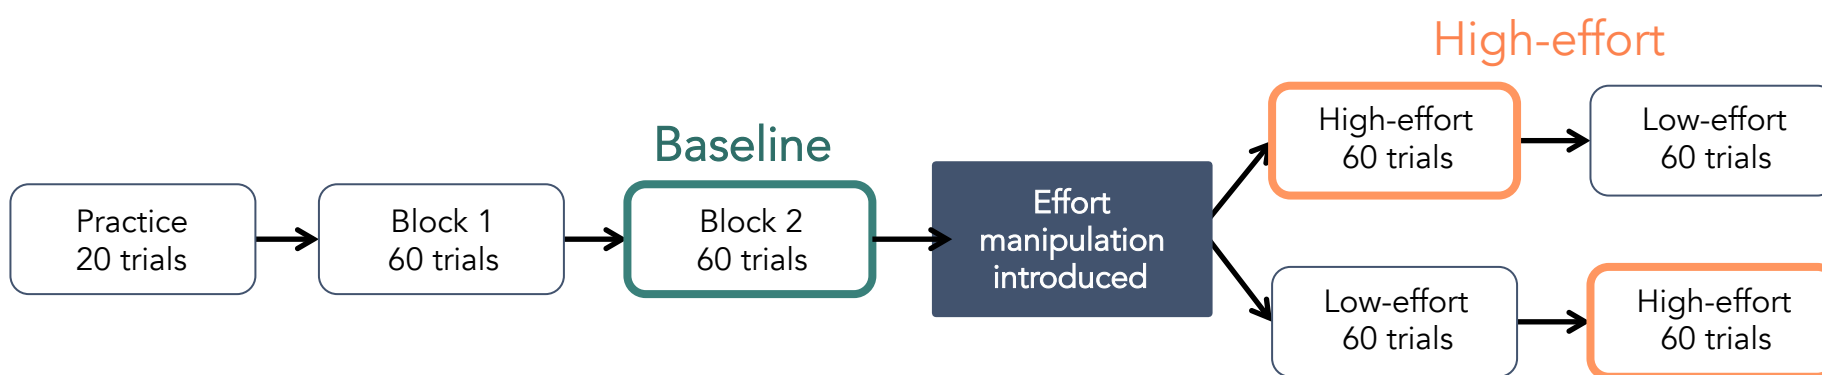 High-effort
Baseline
Practice
20 trials
Block 1
60 trials
Block 2
60 trials
Effort
manipulation
introduced
High-effort
60 trials
Low-effort
60 trials
Low-effort
60 trials
High-effort
60 trials